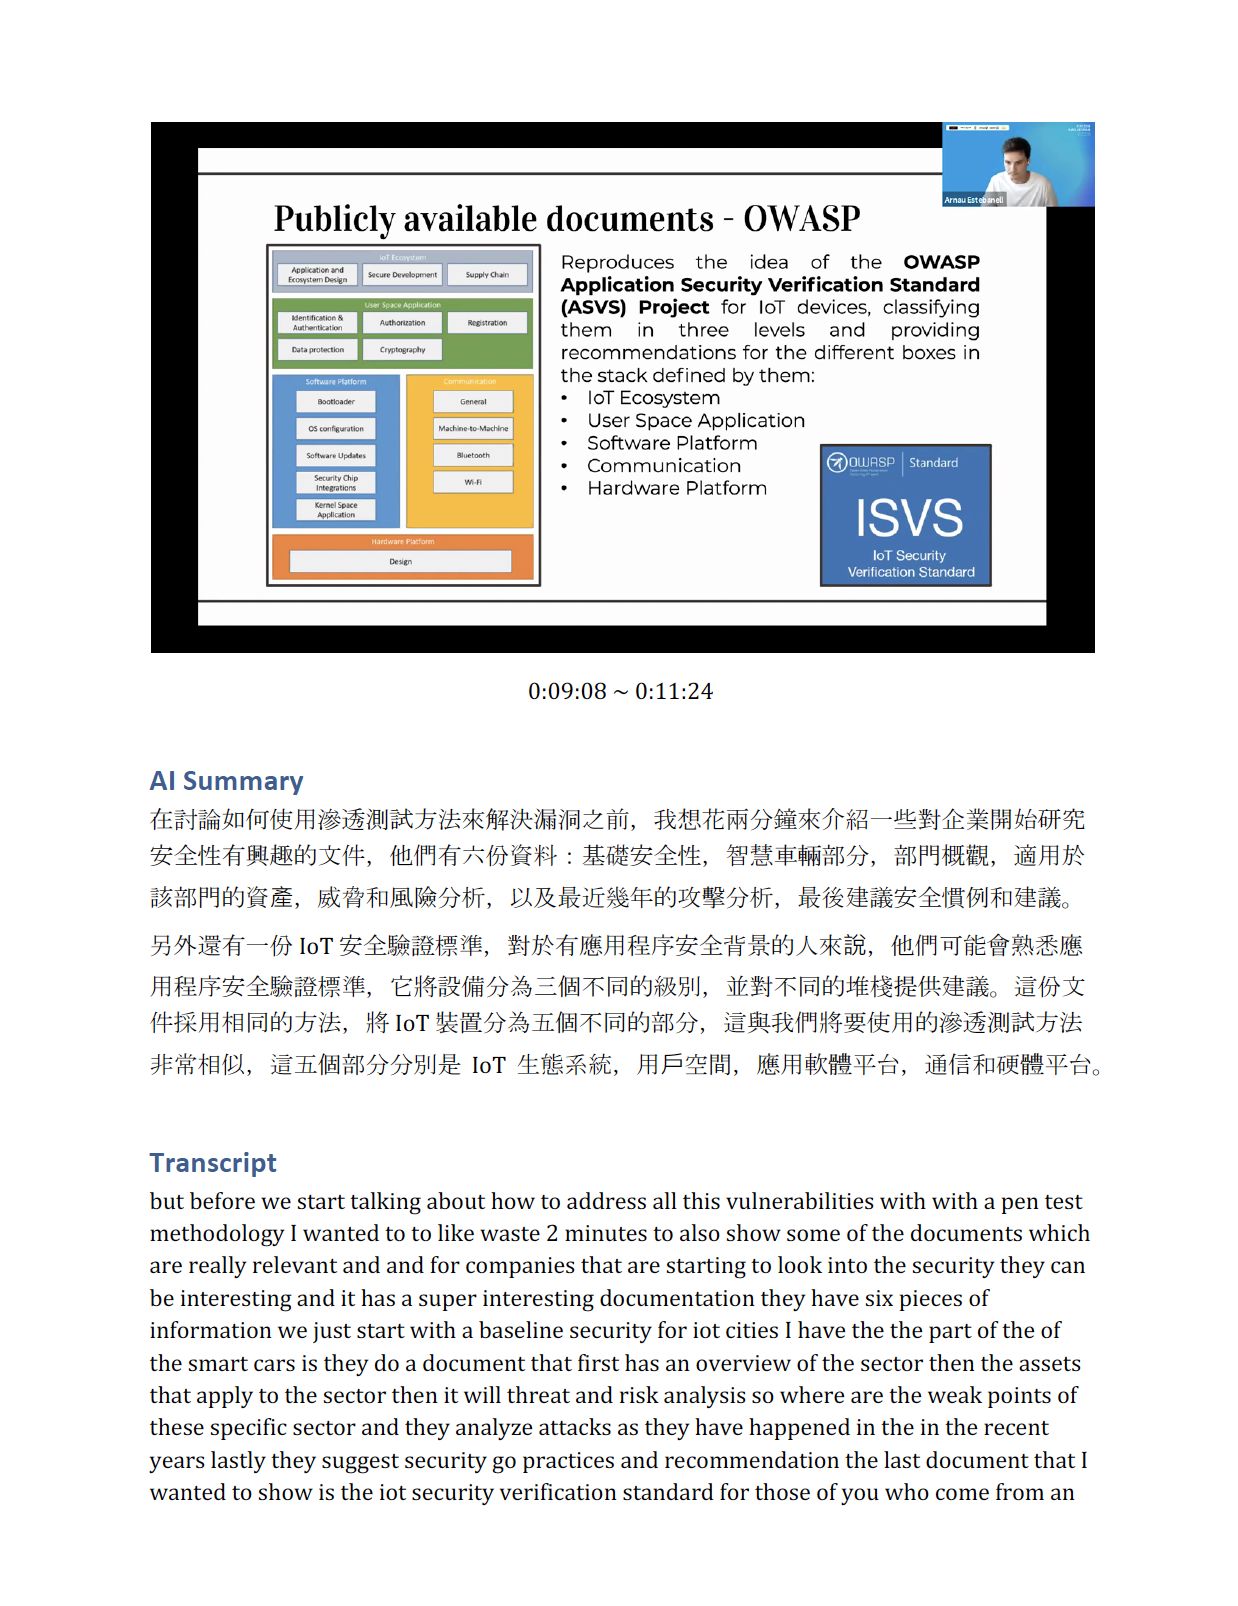 Arnau Estebanell
Publicly available documents - OWASP
IoT Ecosystem
Application and
Ecosystem Design
Secure Development
Supply Chain
User Space Application
Identification &
Authentication
Authorization
Registration
Data protection
Cryptography
Software Platform
Bootloader
OS configuration
Software Updates
Security Chip
Integrations
Kernel Space
Application
Communication
General
Machine-to-Machine
Bluetooth
Wi-Fi
Hardware Platform
Design
Reproduces the idea of the OWASP
Application Security Verification Standard
(ASVS) Project for IoT devices, classifying
them in three levels and providing
recommendations for the different boxes in
the stack defined by them:
• IoT Ecosystem
• User Space Application
• Software Platform
• Communication
• Hardware Platform
OWASP
Standard
ISVS
IoT Security
Verification Standard
0:09:08 ~ 0:11:24
AI Summary
在討論如何使用滲透測試方法來解決漏洞之前，我想花兩分鐘來介紹一些對企業開始研究
安全性有興趣的文件，他們有六份資料：基礎安全性，智慧車輛部分，部門概觀，適用於
該部門的資產，威脅和風險分析，以及最近幾年的攻擊分析，最後建議安全慣例和建議。
另外還有一份 IoT 安全驗證標準，對於有應用程序安全背景的人來說，他們可能會熟悉應
用程序安全驗證標準，它將設備分為三個不同的級別，並對不同的堆棧提供建議。這份文
件採用相同的方法，將 IoT 裝置分為五個不同的部分，這與我們將要使用的滲透測試方法
非常相似，這五個部分分別是 IoT 生態系統，用戶空間，應用軟體平台，通信和硬體平台。
Transcript
but before we start talking about how to address all this vulnerabilities with with a pen test
methodology I wanted to to like waste 2 minutes to also show some of the documents which
are really relevant and and for companies that are starting to look into the security they can
be interesting and it has a super interesting documentation they have six pieces of
information we just start with a baseline security for iot cities I have the the part of the of
the smart cars is they do a document that first has an overview of the sector then the assets
that apply to the sector then it will threat and risk analysis so where are the weak points of
these specific sector and they analyze attacks as they have happened in the in the recent
years lastly they suggest security go practices and recommendation the last document that I
wanted to show is the iot security verification standard for those of you who come from an